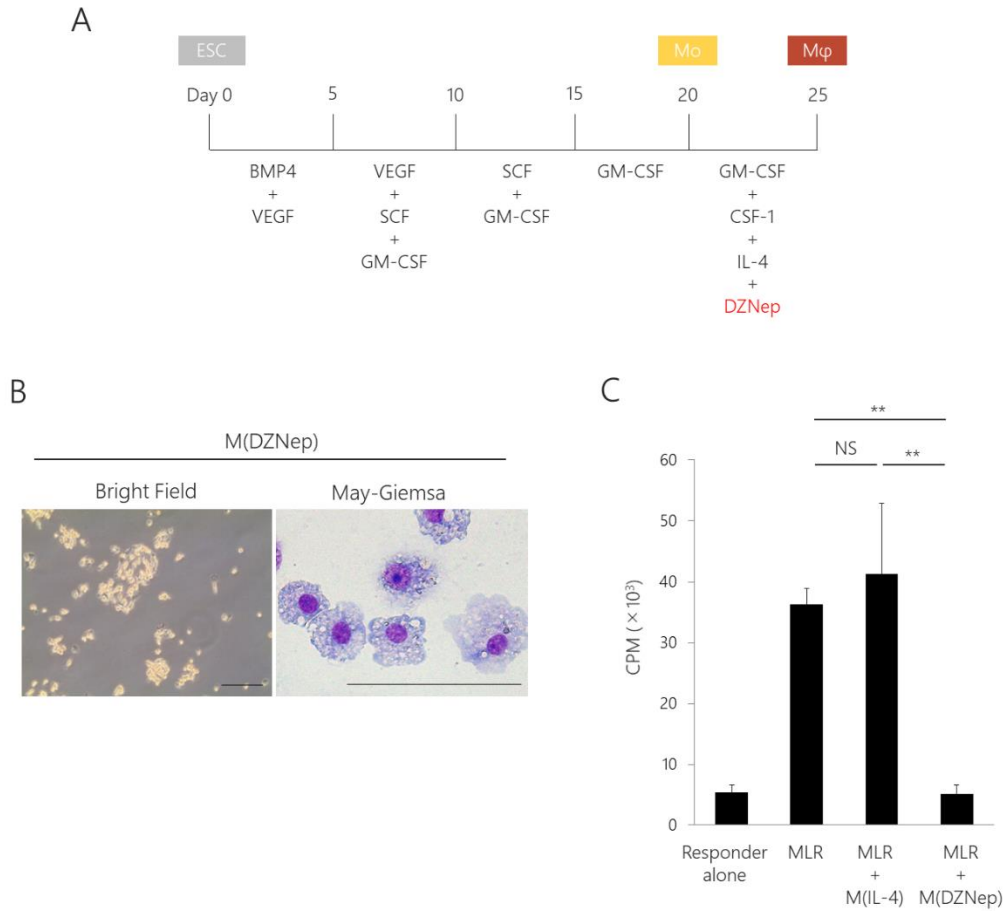 A
ESC
Mo
Mφ
Day 0
5
10
15
20
25
BMP4
+
VEGF
VEGF
+
SCF
+
GM-CSF
SCF
+
GM-CSF
GM-CSF
GM-CSF
+
CSF-1
+
IL-4
+
DZNep
B
M(DZNep)
Bright Field
May-Giemsa
C
**
NS
**
60
50
40
30
20
10
0
CPM (×10³)
Responder
alone
MLR
MLR
+
M(IL-4)
MLR
+
M(DZNep)